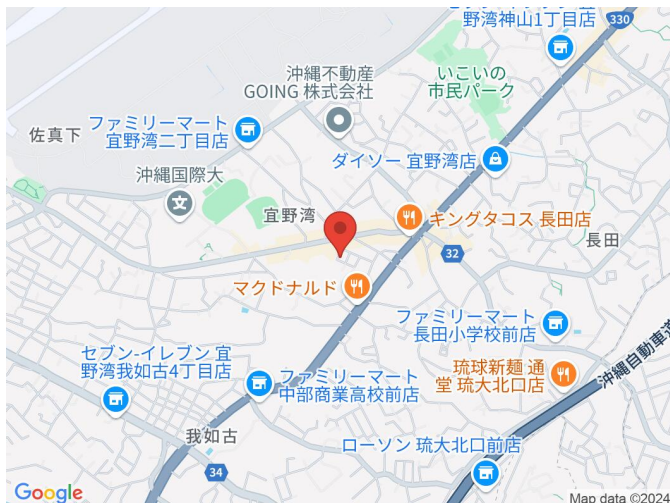 野湾神山1丁目店
330
沖縄不動産
GOING 株式会社
いこいの
市民パーク
佐真下
ファミリーマート
宜野湾二丁目店
ダイソー 宜野湾店
沖縄国際大
文
宜野湾
キングタコス 長田店
長田
32
マクドナルド
ファミリーマート
長田小学校前店
セブン-イレブン 宜
野湾我如古4丁目店
ファミリーマート
中部商業高校前店
琉球新麺 通
堂 琉大北口店
沖縄自動車道
我如古
34
ローソン 琉大北口前店
Google
Map data ©2024